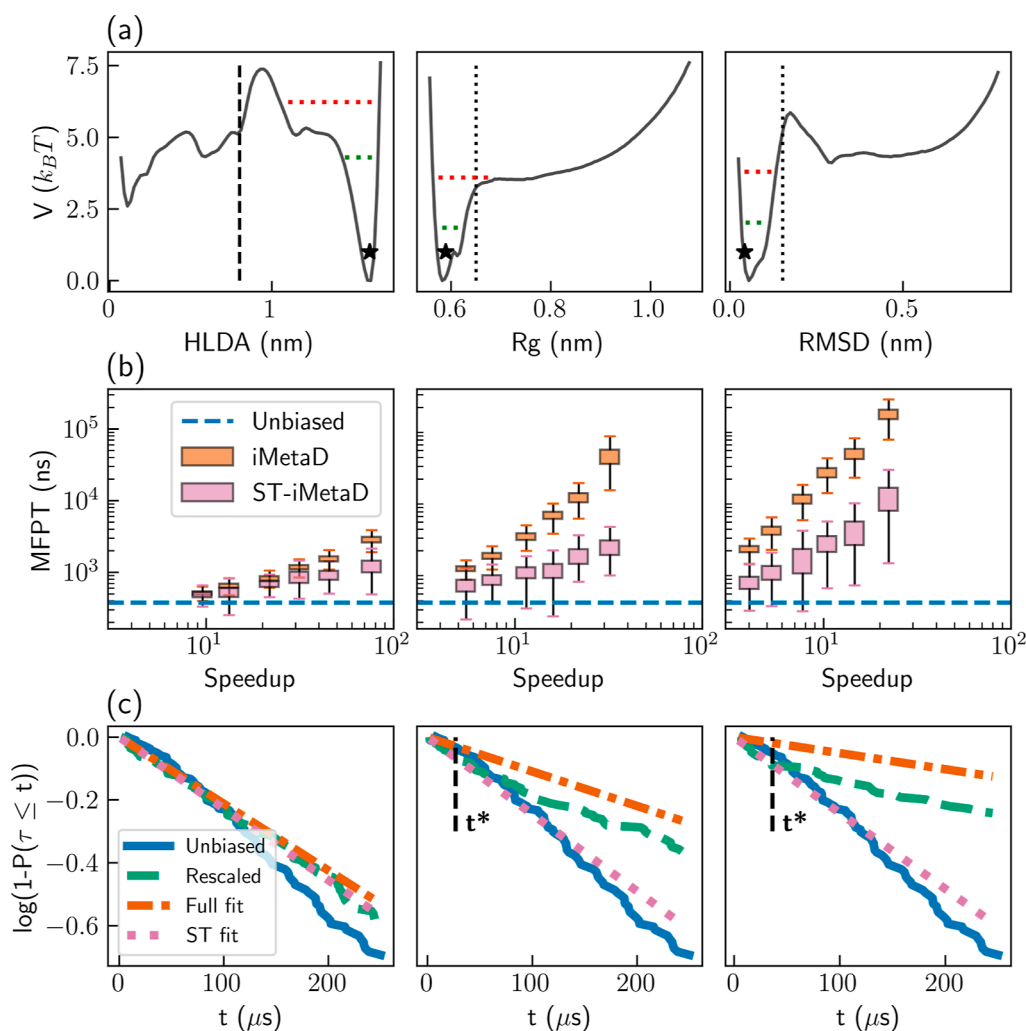 (a)
7.5
5.0
2.5
0.0
V (k_B T)
0 1
HLDA (nm)
0.6 0.8 1.0
Rg (nm)
0.0 0.5
RMSD (nm)
(b)
10^5
10^4
10^3
MFPT (ns)
Unbiased
iMetaD
ST-iMetaD
10^1 10^2
Speedup
10^1 10^2
Speedup
10^1 10^2
Speedup
(c)
0.0
−0.2
−0.4
−0.6
log(1-P(τ ≤ t))
Unbiased
Rescaled
Full fit
ST fit
t*
t*
0 100 200
t (μs)
0 100 200
t (μs)
0 100 200
t (μs)